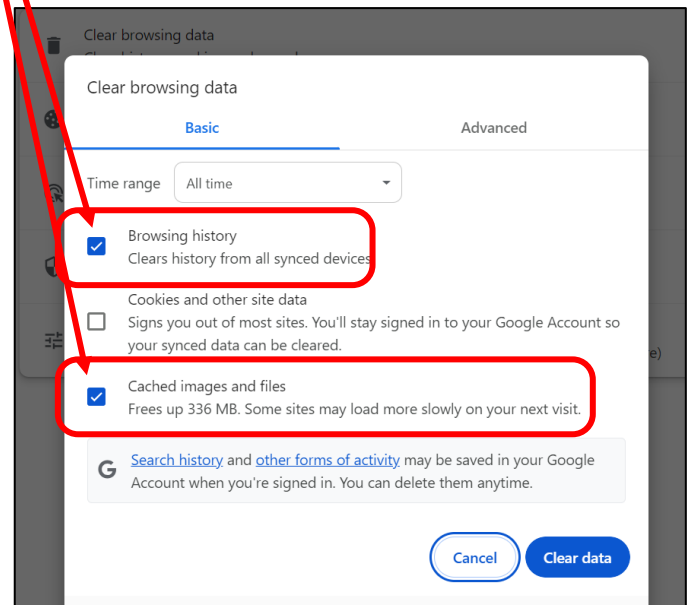 Clear browsing data
Clear browsing data
Basic
Advanced
Time range
All time
Browsing history
Clears history from all synced devices
Cookies and other site data
Signs you out of most sites. You'll stay signed in to your Google Account so
your synced data can be cleared.
e)
Cached images and files
Frees up 336 MB. Some sites may load more slowly on your next visit.
G
Search history and other forms of activity may be saved in your Google
Account when you're signed in. You can delete them anytime.
Cancel
Clear data